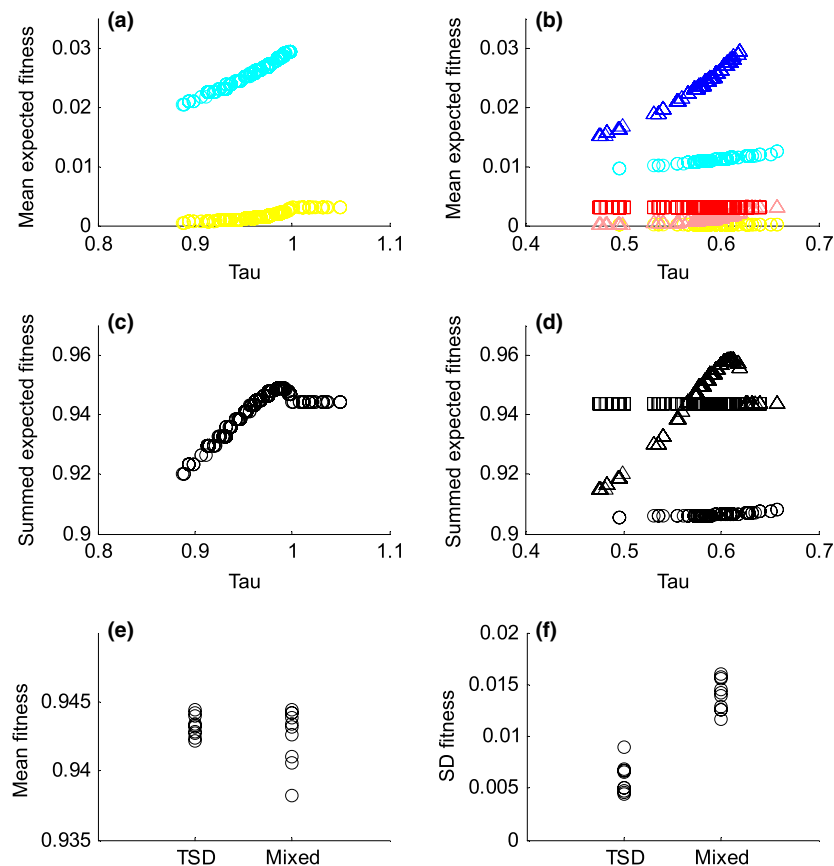 (a)
Mean expected fitness
0.03
0.02
0.01
0
0.8
0.9
1
1.1
Tau
(b)
Mean expected fitness
0.03
0.02
0.01
0
0.4
0.5
0.6
0.7
Tau
(c)
Summed expected fitness
0.96
0.94
0.92
0.9
0.8
0.9
1
1.1
Tau
(d)
Summed expected fitness
0.96
0.94
0.92
0.9
0.4
0.5
0.6
0.7
Tau
(e)
Mean fitness
0.945
0.94
0.935
TSD
Mixed
(f)
SD fitness
0.02
0.015
0.01
0.005
0
TSD
Mixed